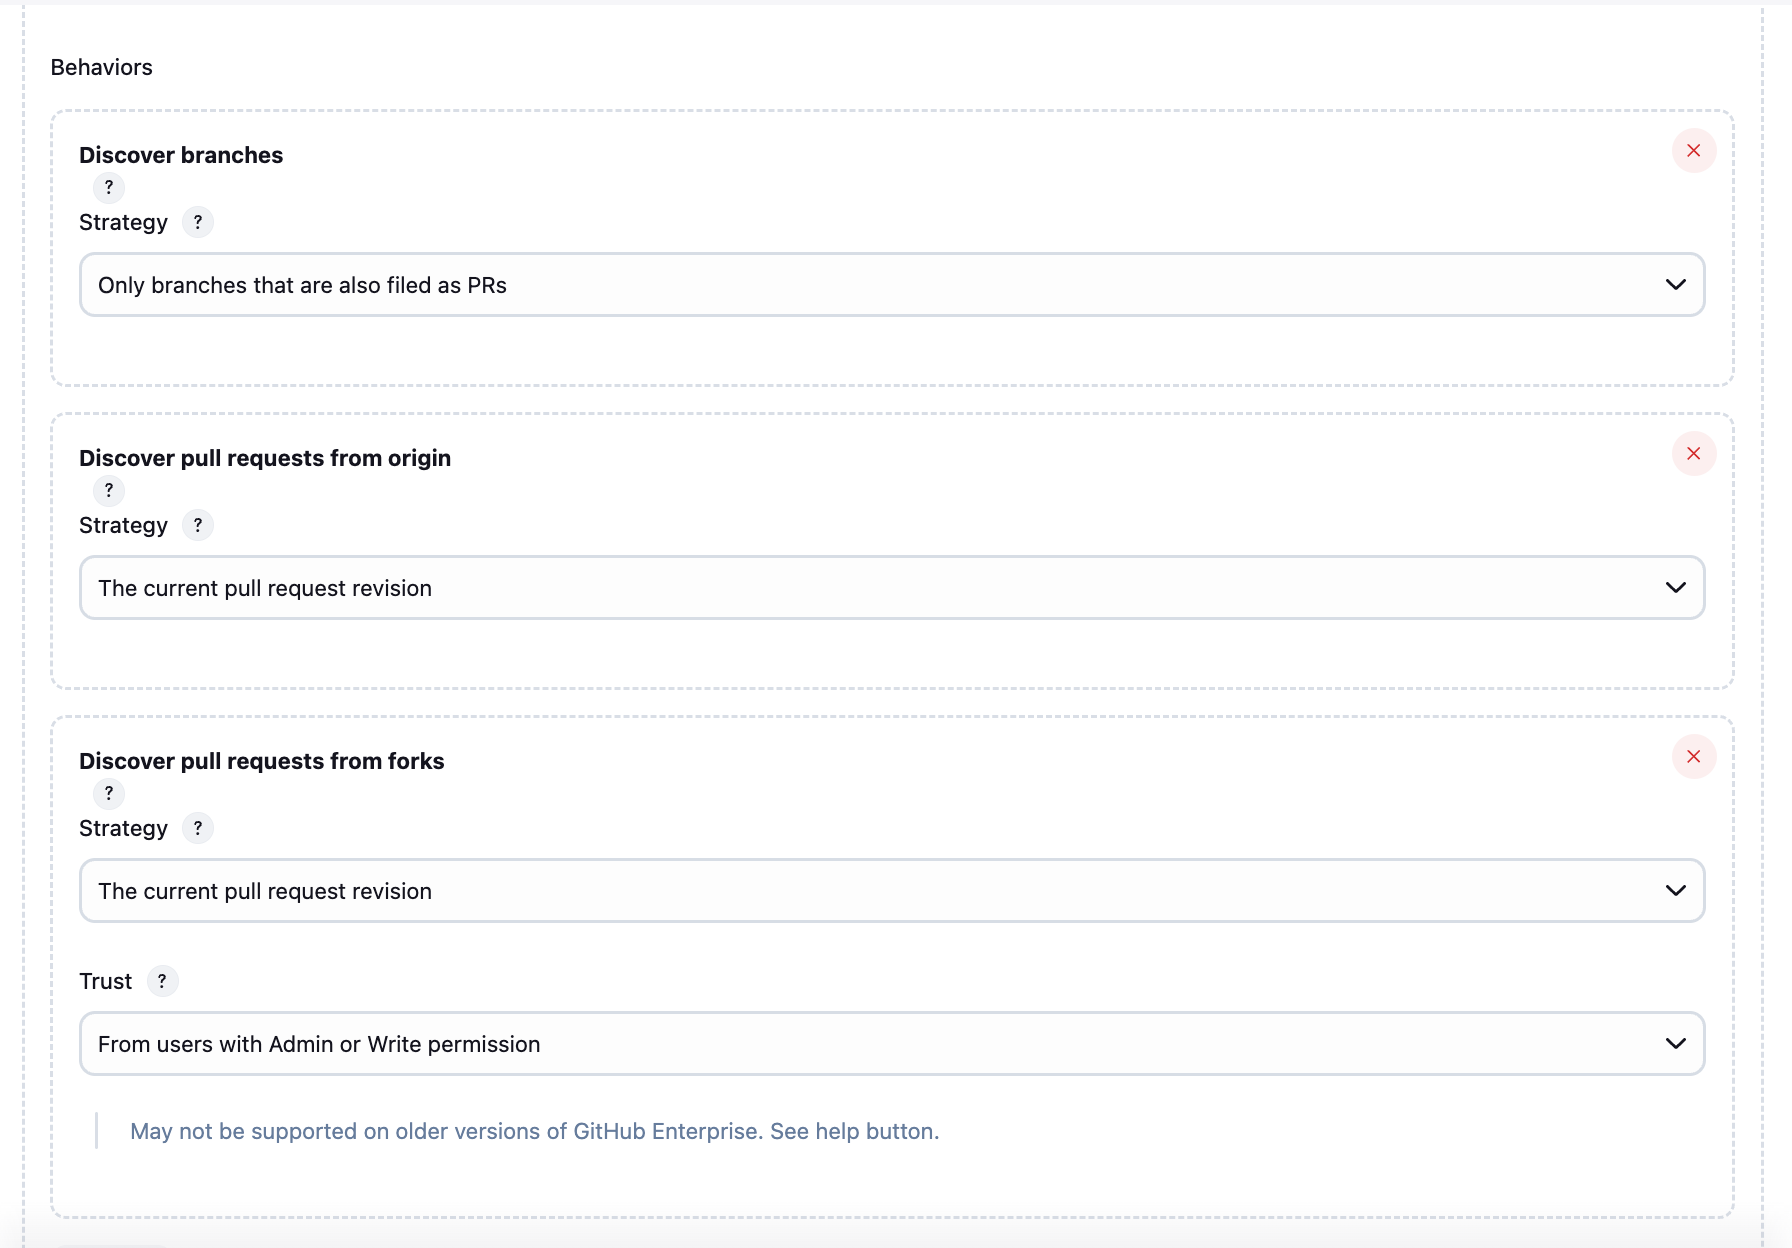 Behaviors
Discover branches
?
Strategy ?
Only branches that are also filed as PRs
Discover pull requests from origin
?
Strategy ?
The current pull request revision
Discover pull requests from forks
?
Strategy ?
The current pull request revision
Trust ?
From users with Admin or Write permission
May not be supported on older versions of GitHub Enterprise. See help button.